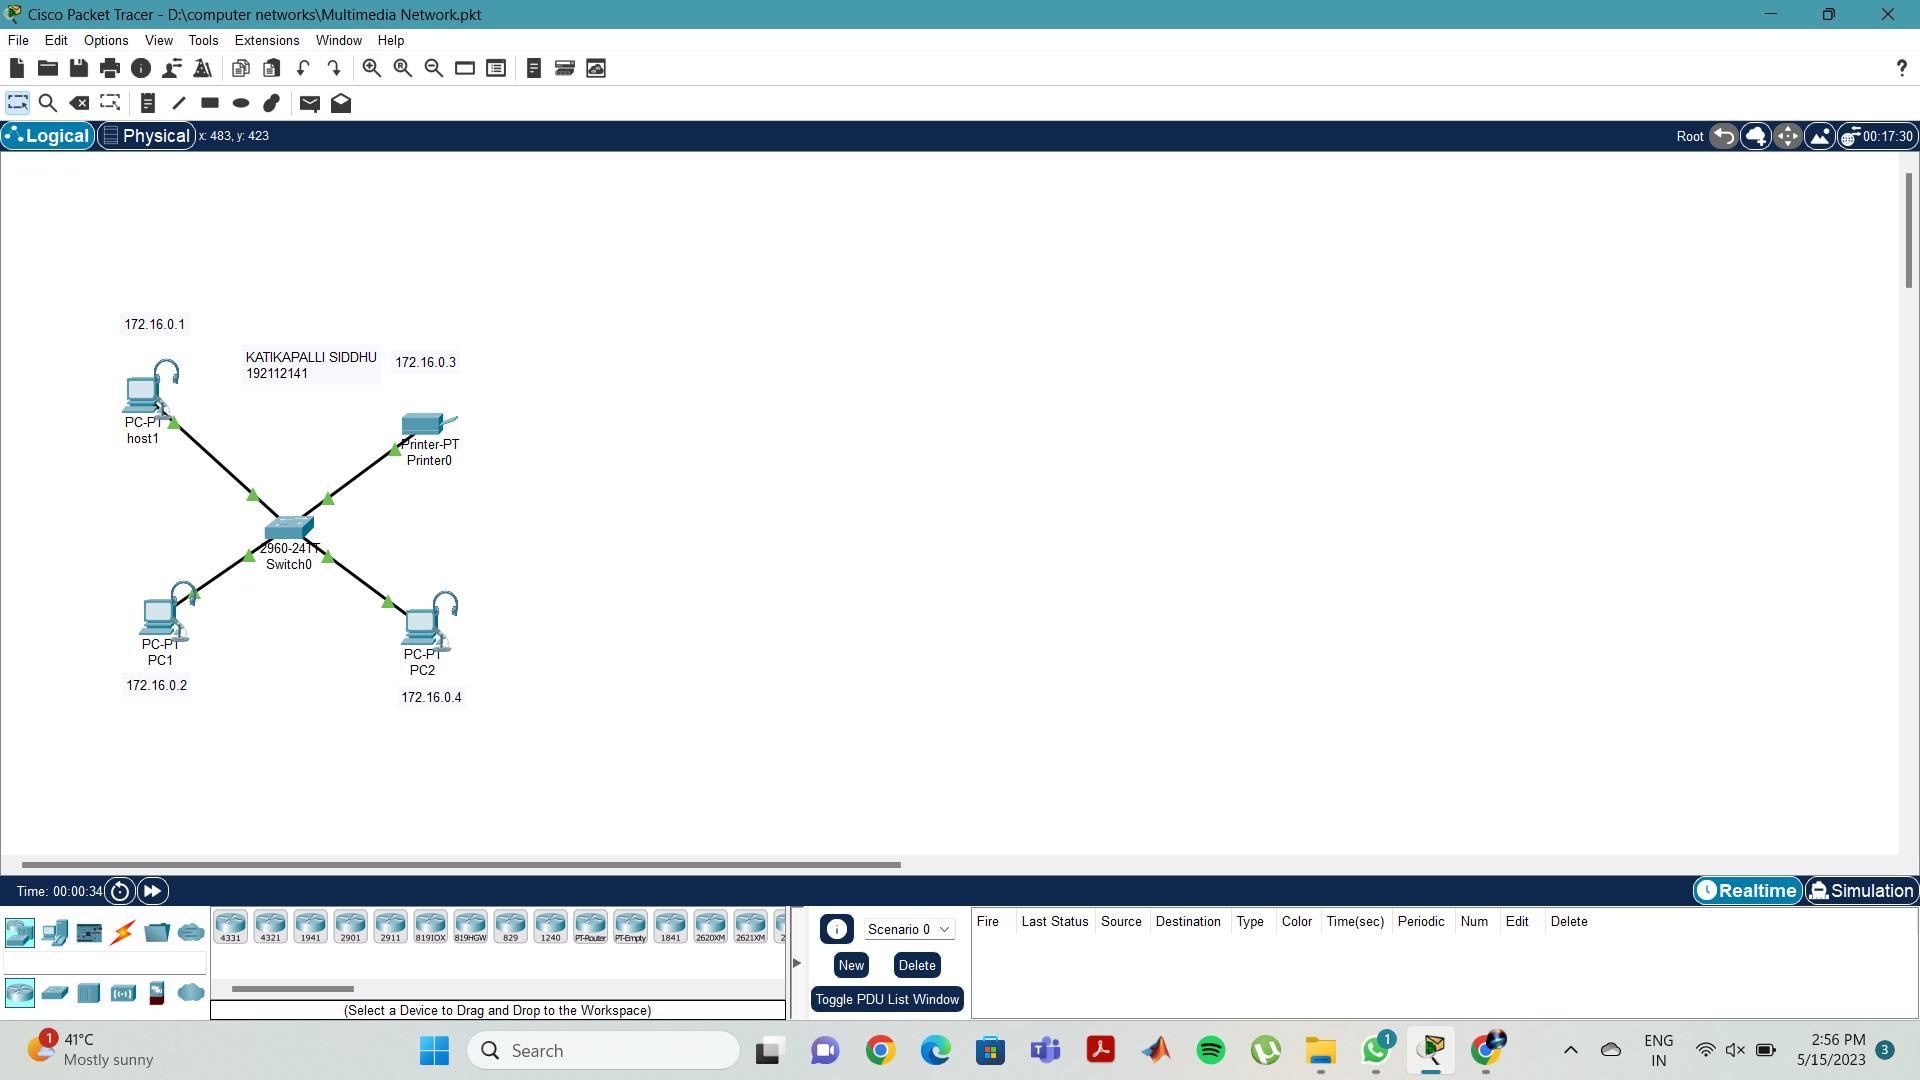 Cisco Packet Tracer - D:\computer networks\Multimedia Network.pkt
File Edit Options View Tools Extensions Window Help
?
Logical Physical x: 483, y: 423 Root 00:17:30
172.16.0.1
KATIKAPALLI SIDDHU
192112141
172.16.0.3
PC-PT
host1
Printer-PT
Printer0
2960-24TT
Switch0
PC-PT
PC1
PC-PT
PC2
172.16.0.2
172.16.0.4
Time: 00:00:34 Realtime Simulation
4331 4321 1941 2901 2911 819IOX 819HGW 829 1240 PT-Router PT-Empty 1841 2620XM 2621XM 2
Scenario 0
New Delete
Toggle PDU List Window
Fire Last Status Source Destination Type Color Time(sec) Periodic Num Edit Delete
(Select a Device to Drag and Drop to the Workspace)
1
41°C
Mostly sunny
Search
1
ENG
IN
2:56 PM
5/15/2023
3